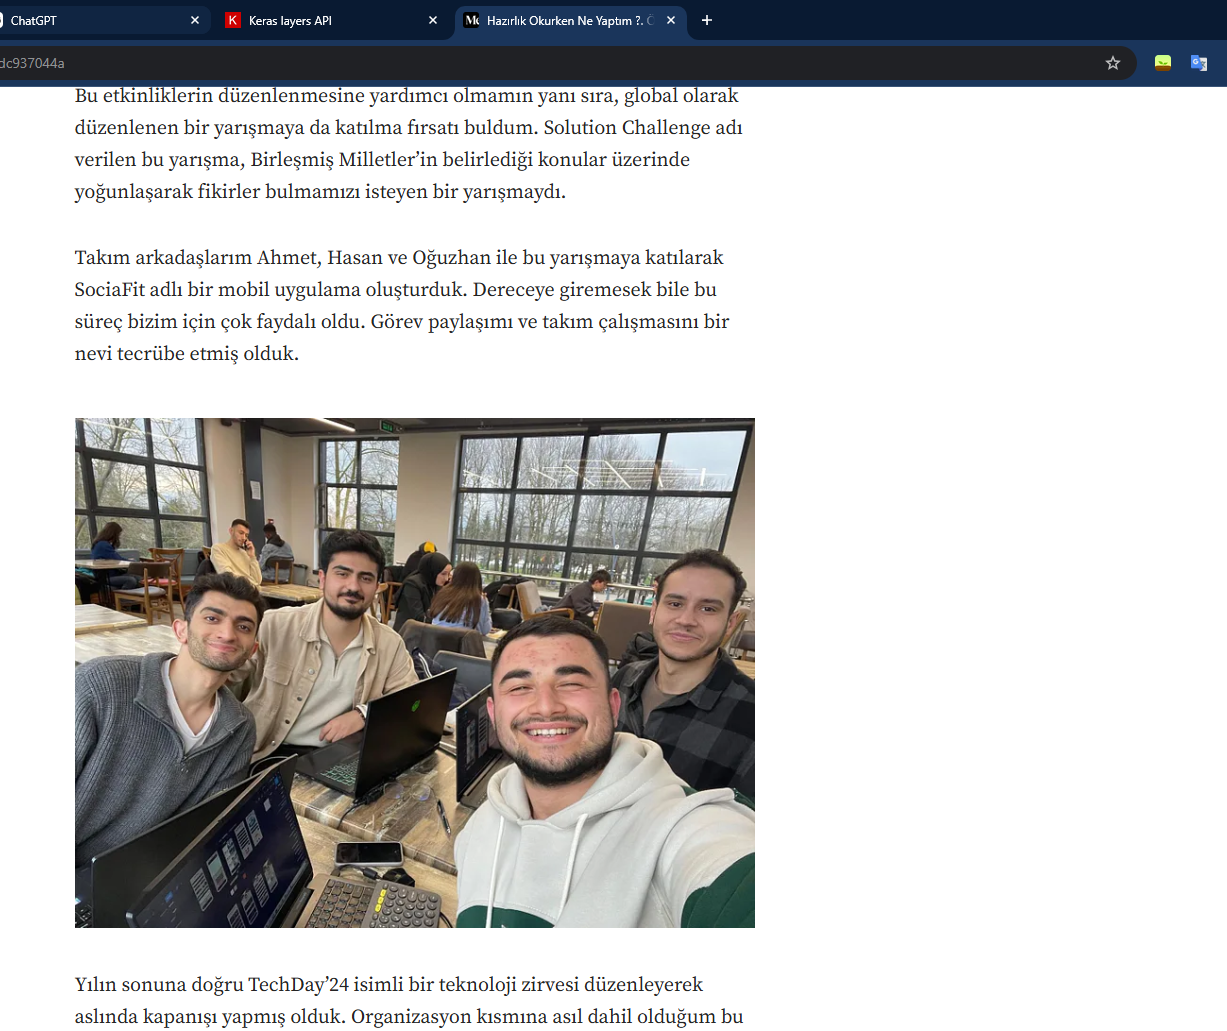 ChatGPT
Keras layers API
Hazırlık Okurken Ne Yaptım ?. Ö
dc937044a
Bu etkinliklerin düzenlenmesine yardımcı olmamın yanı sıra, global olarak
düzenlenen bir yarışmaya da katılma fırsatı buldum. Solution Challenge adı
verilen bu yarışma, Birleşmiş Milletler’in belirlediği konular üzerinde
yoğunlaşarak fikirler bulmamızı isteyen bir yarışmaydı.
Takım arkadaşlarım Ahmet, Hasan ve Oğuzhan ile bu yarışmaya katılarak
SociaFit adlı bir mobil uygulama oluşturduk. Dereceye giremesek bile bu
süreç bizim için çok faydalı oldu. Görev paylaşımı ve takım çalışmasını bir
nevi tecrübe etmiş olduk.
Yılın sonuna doğru TechDay’24 isimli bir teknoloji zirvesi düzenleyerek
aslında kapanışı yapmış olduk. Organizasyon kısmına asıl dahil olduğum bu